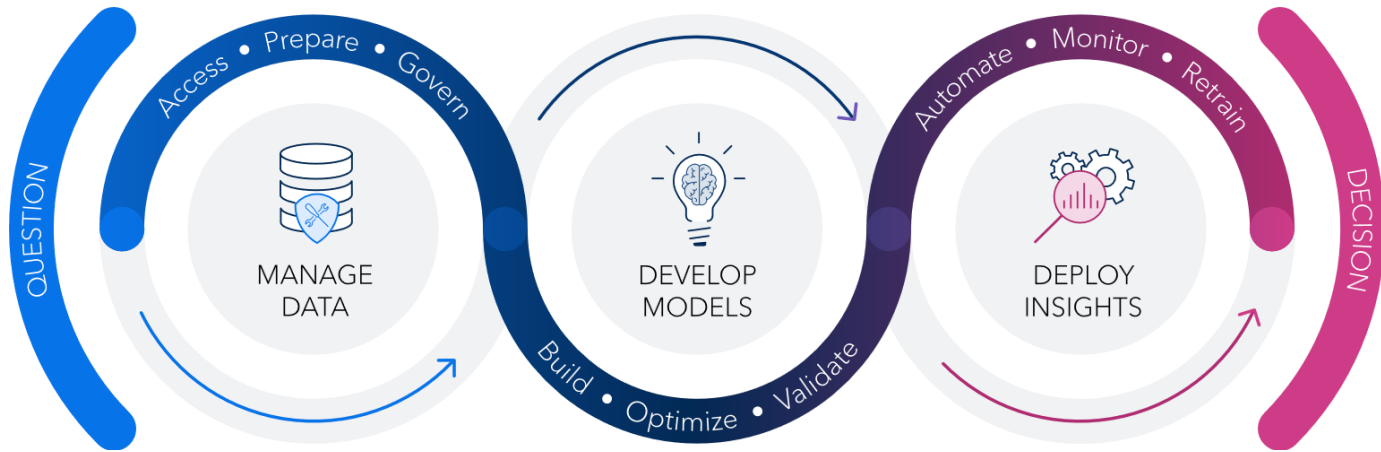 QUESTION
Access • Prepare • Govern
MANAGE
DATA
Build • Optimize • Validate
DEVELOP
MODELS
Automate • Monitor • Retrain
DEPLOY
INSIGHTS
DECISION